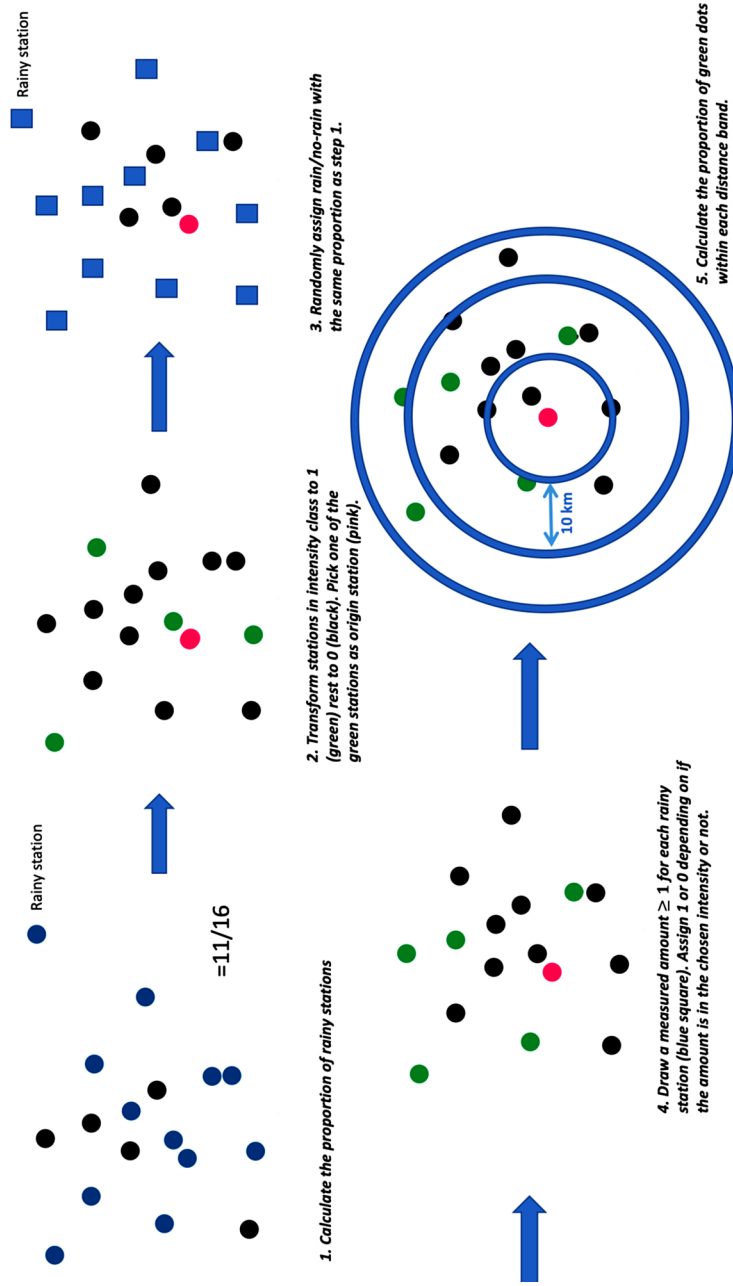 Rainy station
=11/16
1. Calculate the proportion of rainy stations
2. Transform stations in intensity class to 1
(green) rest to 0 (black). Pick one of the
green stations as origin station (pink).
Rainy station
3. Randomly assign rain/no-rain with
the same proportion as step 1.
4. Draw a measured amount ≥ 1 for each rainy
station (blue square). Assign 1 or 0 depending on if
the amount is in the chosen intensity or not.
10 km
5. Calculate the proportion of green dots
within each distance band.